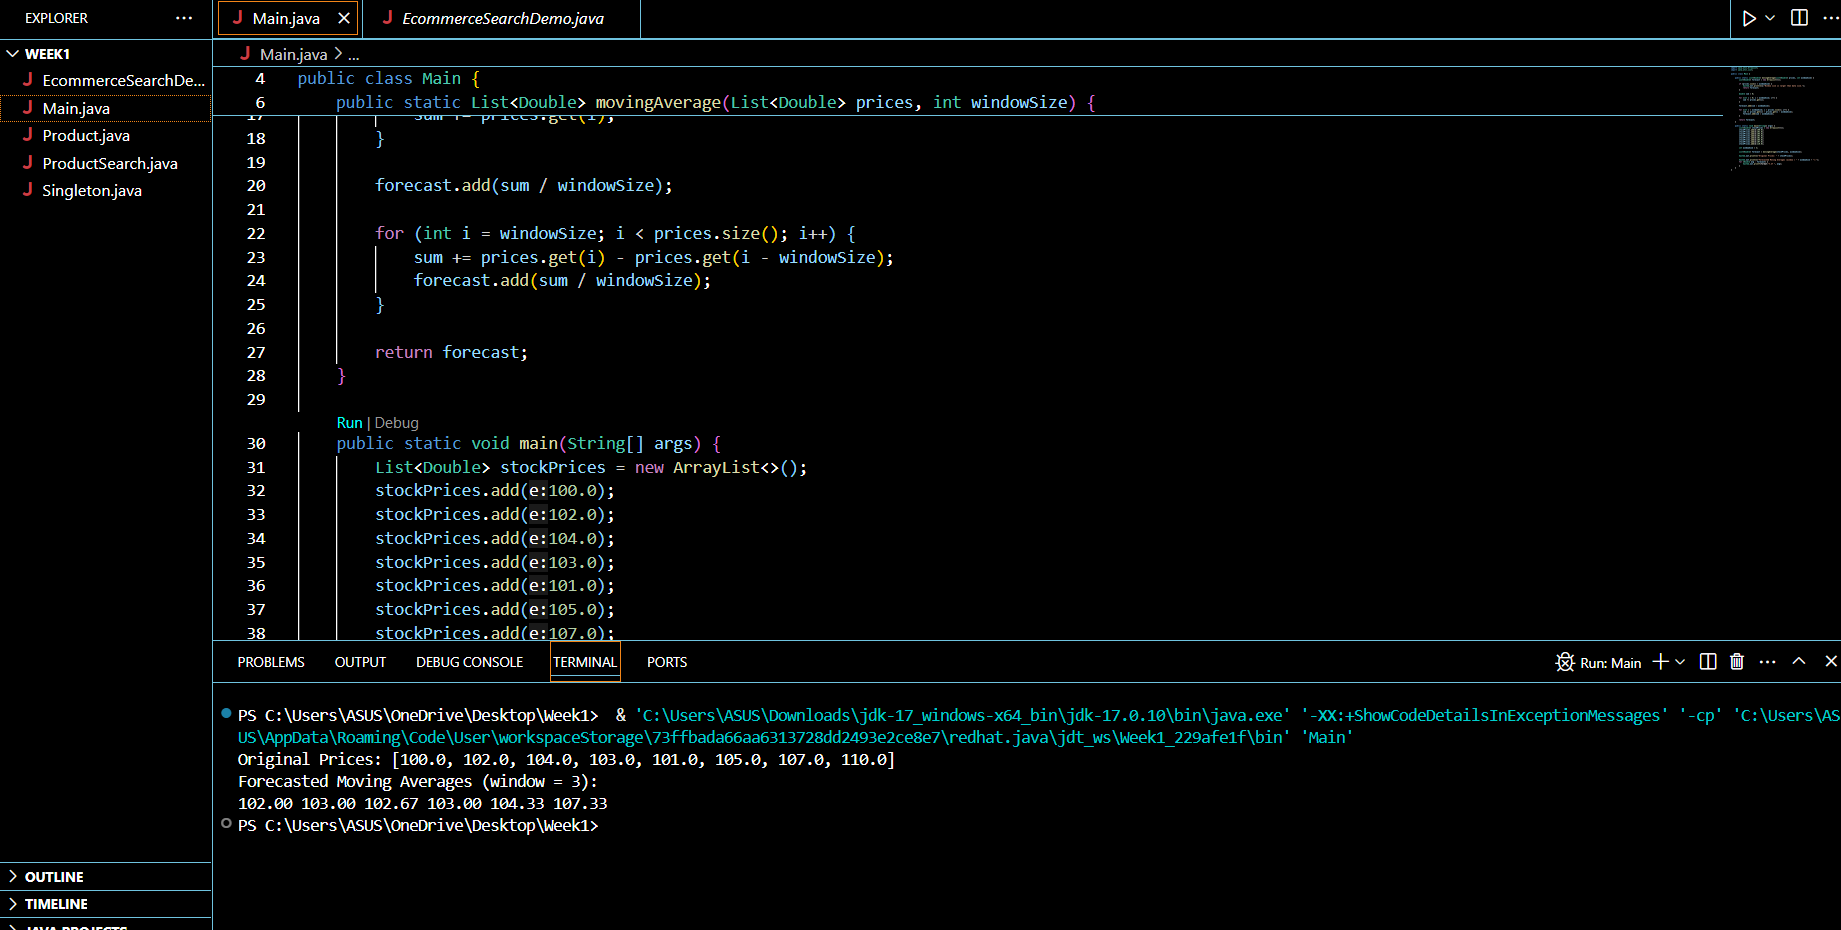 EXPLORER
WEEK1
EcommerceSearchDe...
Main.java
Product.java
ProductSearch.java
Singleton.java
OUTLINE
TIMELINE
JAVA PROJECTS
Main.java
EcommerceSearchDemo.java
Main.java > ...
4 public class Main {
6 public static List<Double> movingAverage(List<Double> prices, int windowSize) {
17 sum += prices.get(i);
18 }
19
20 forecast.add(sum / windowSize);
21
22 for (int i = windowSize; i < prices.size(); i++) {
23 sum += prices.get(i) - prices.get(i - windowSize);
24 forecast.add(sum / windowSize);
25 }
26
27 return forecast;
28 }
29
Run | Debug
30 public static void main(String[] args) {
31 List<Double> stockPrices = new ArrayList<>();
32 stockPrices.add(e:100.0);
33 stockPrices.add(e:102.0);
34 stockPrices.add(e:104.0);
35 stockPrices.add(e:103.0);
36 stockPrices.add(e:101.0);
37 stockPrices.add(e:105.0);
38 stockPrices.add(e:107.0);
PROBLEMS OUTPUT DEBUG CONSOLE TERMINAL PORTS
Run: Main
PS C:\Users\ASUS\OneDrive\Desktop\Week1> & 'C:\Users\ASUS\Downloads\jdk-17_windows-x64_bin\jdk-17.0.10\bin\java.exe' '-XX:+ShowCodeDetailsInExceptionMessages' '-cp' 'C:\Users\AS
US\AppData\Roaming\Code\User\workspaceStorage\73ffbada66aa6313728dd2493e2ce8e7\redhat.java\jdt_ws\Week1_229afe1f\bin' 'Main'
Original Prices: [100.0, 102.0, 104.0, 103.0, 101.0, 105.0, 107.0, 110.0]
Forecasted Moving Averages (window = 3):
102.00 103.00 102.67 103.00 104.33 107.33
PS C:\Users\ASUS\OneDrive\Desktop\Week1>